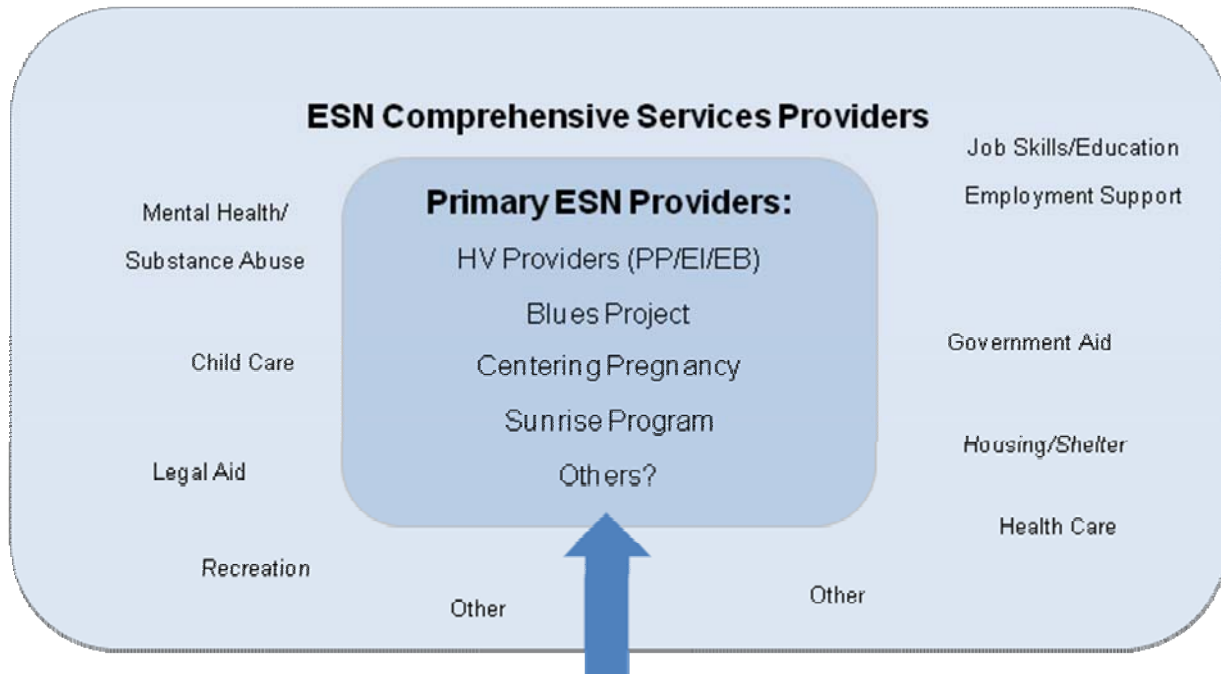 ESN Comprehensive Services Providers
Job Skills/Education
Employment Support
Primary ESN Providers:
HV Providers (PP/EI/EB)
Blues Project
Centering Pregnancy
Sunrise Program
Others?
Mental Health/
Substance Abuse
Child Care
Legal Aid
Recreation
Other
Other
Government Aid
Housing/Shelter
Health Care